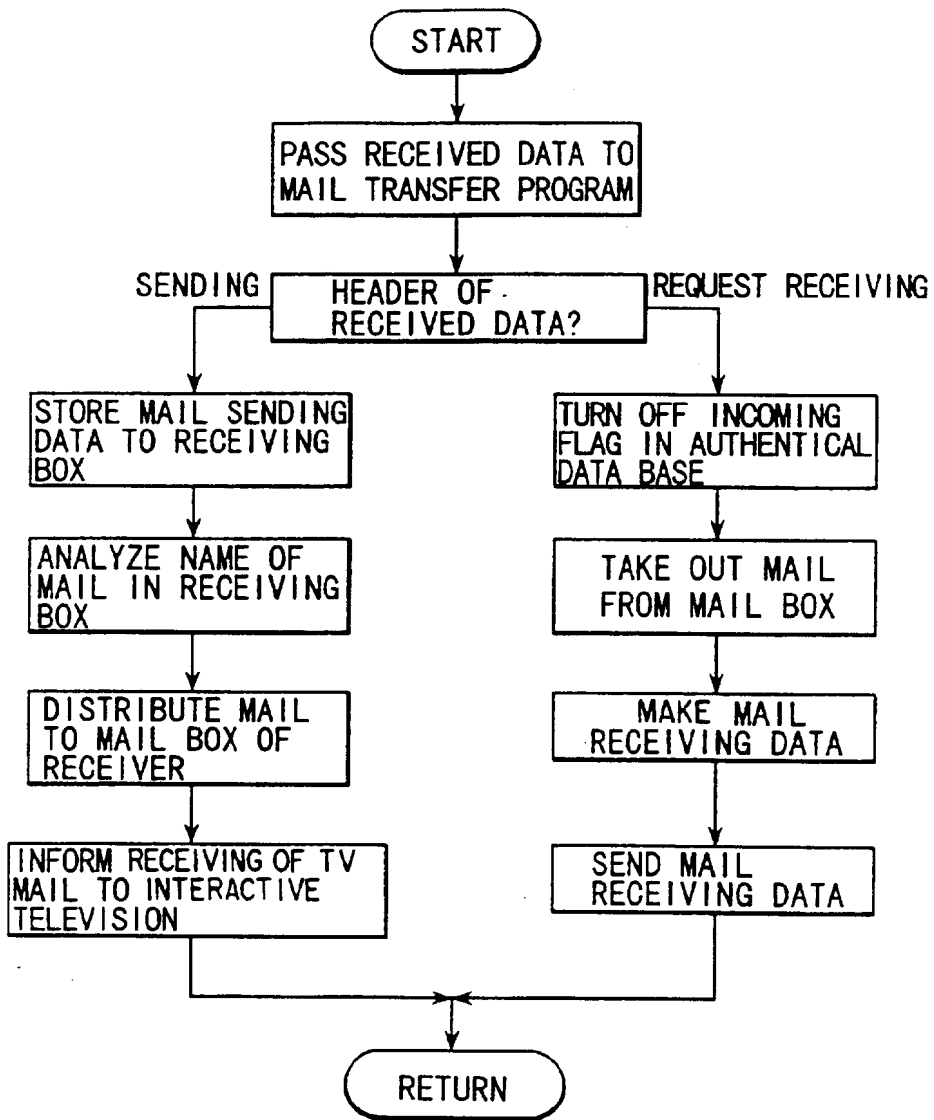 START
PASS RECEIVED DATA TO
MAIL TRANSFER PROGRAM
SENDING
HEADER OF
RECEIVED DATA?
REQUEST RECEIVING
STORE MAIL SENDING
DATA TO RECEIVING
BOX
ANALYZE NAME OF
MAIL IN RECEIVING
BOX
DISTRIBUTE MAIL
TO MAIL BOX OF
RECEIVER
INFORM RECEIVING OF TV
MAIL TO INTERACTIVE
TELEVISION
TURN OFF INCOMING
FLAG IN AUTHENTICAL
DATA BASE
TAKE OUT MAIL
FROM MAIL BOX
MAKE MAIL
RECEIVING DATA
SEND MAIL
RECEIVING DATA
RETURN